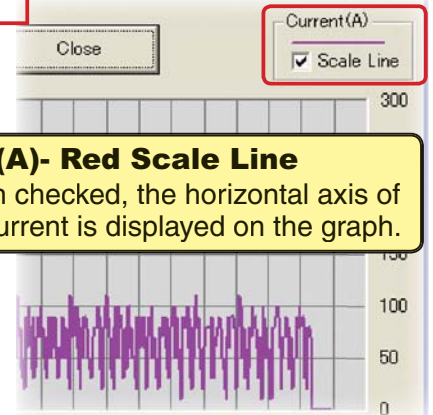 Current(A)
Close
Scale Line
300
(A)- Red Scale Line
checked, the horizontal axis of
urrent is displayed on the graph.
100
50
0